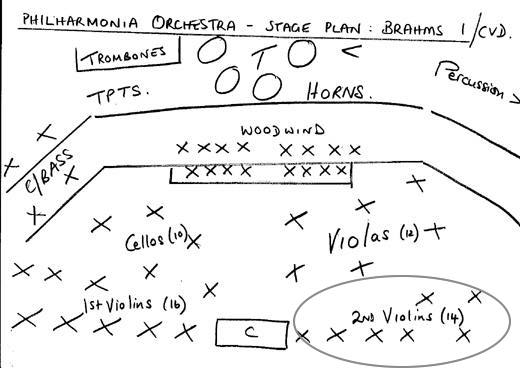 PHILHARMONIA ORCHESTRA - STAGE PLAN: BRAHMS 1/CVD.
TROMBONES
T
Percussion
TPTS.
HORNS.
WOODWIND
C/BASS
Cellos (10)
Violas (12)
1st Violins (16)
C
2ND Violins (14)